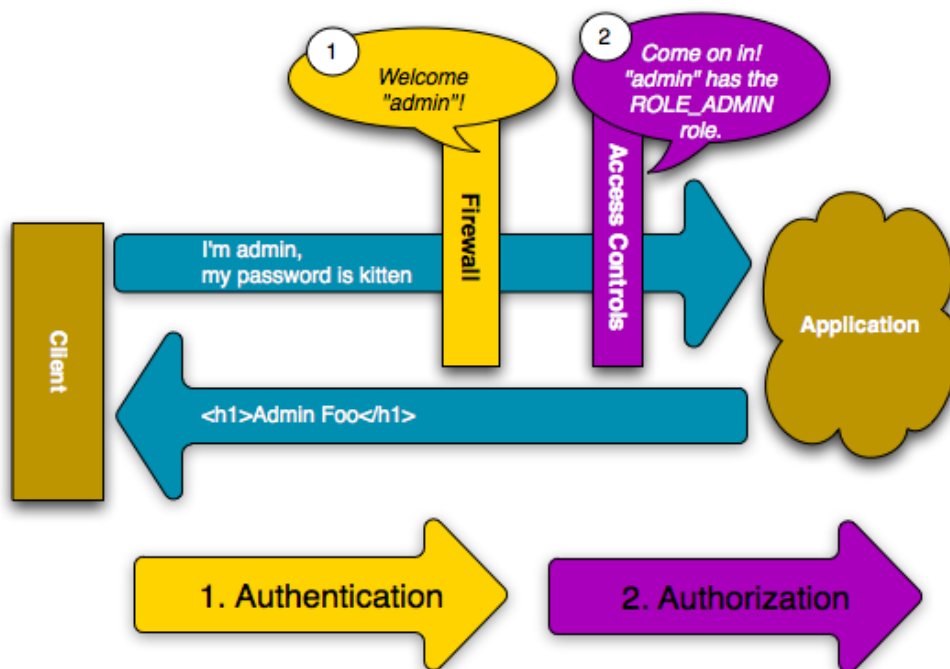 1
Welcome
"admin"!
2
Come on in!
"admin" has the
ROLE_ADMIN
role.
Firewall
Access Controls
I'm admin,
my password is kitten
Client
Application
<h1>Admin Foo</h1>
1. Authentication
2. Authorization